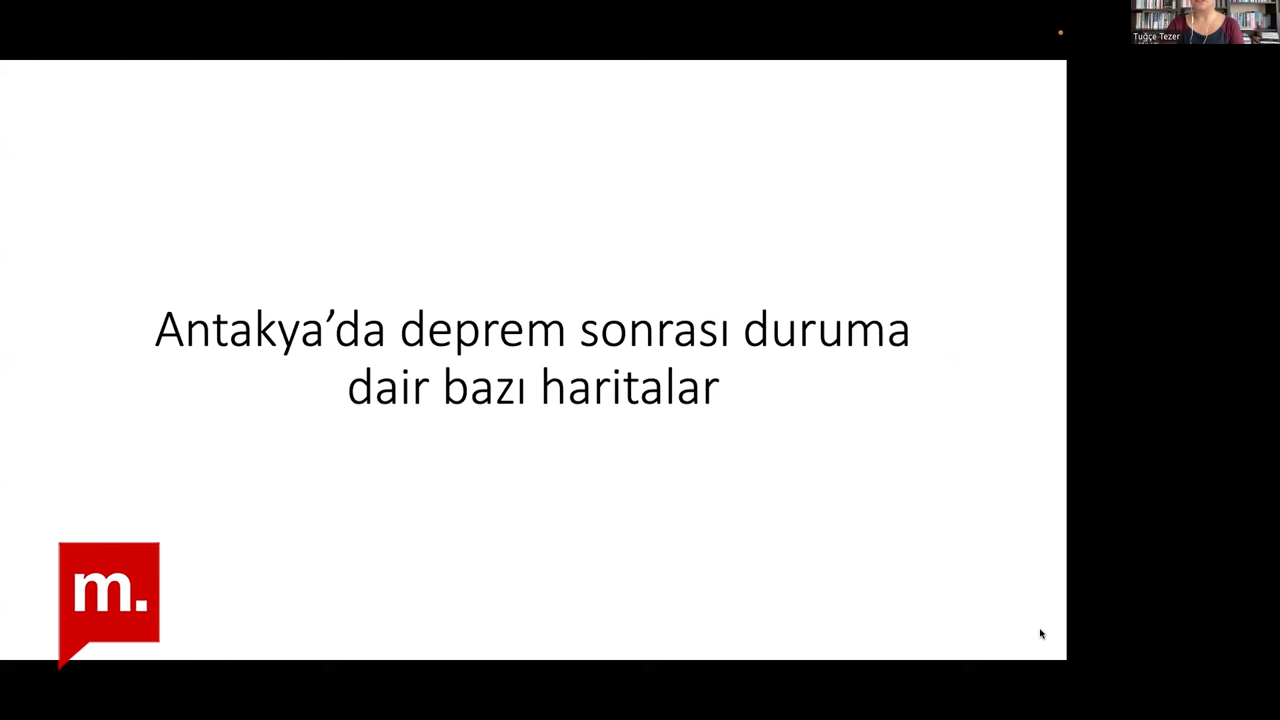 Tuğçe Tezer
Antakya’da deprem sonrası duruma
dair bazı haritalar
m.